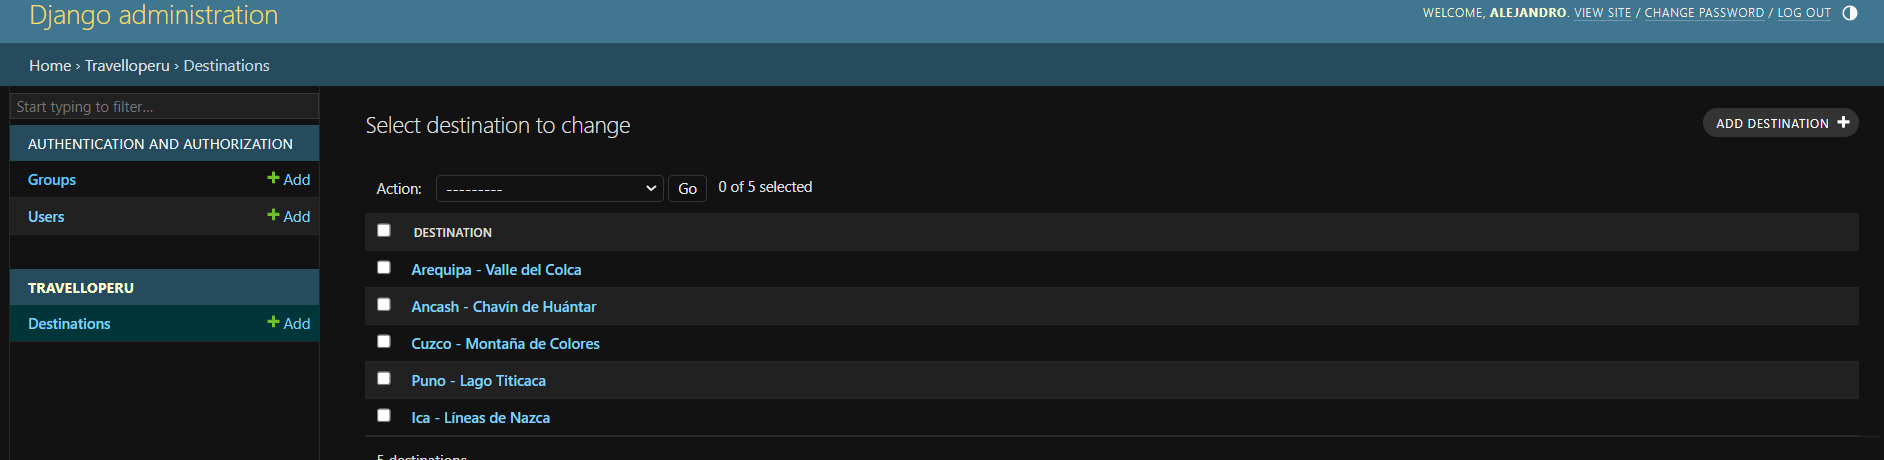 Django administration
WELCOME, ALEJANDRO. VIEW SITE / CHANGE PASSWORD / LOG OUT
Home › Travelloperu › Destinations
Start typing to filter...
AUTHENTICATION AND AUTHORIZATION
Groups + Add
Users + Add
TRAVELLOPERU
Destinations + Add
Select destination to change
ADD DESTINATION +
Action: --------- Go 0 of 5 selected
DESTINATION
Arequipa - Valle del Colca
Ancash - Chavín de Huántar
Cuzco - Montaña de Colores
Puno - Lago Titicaca
Ica - Líneas de Nazca
5 destinations